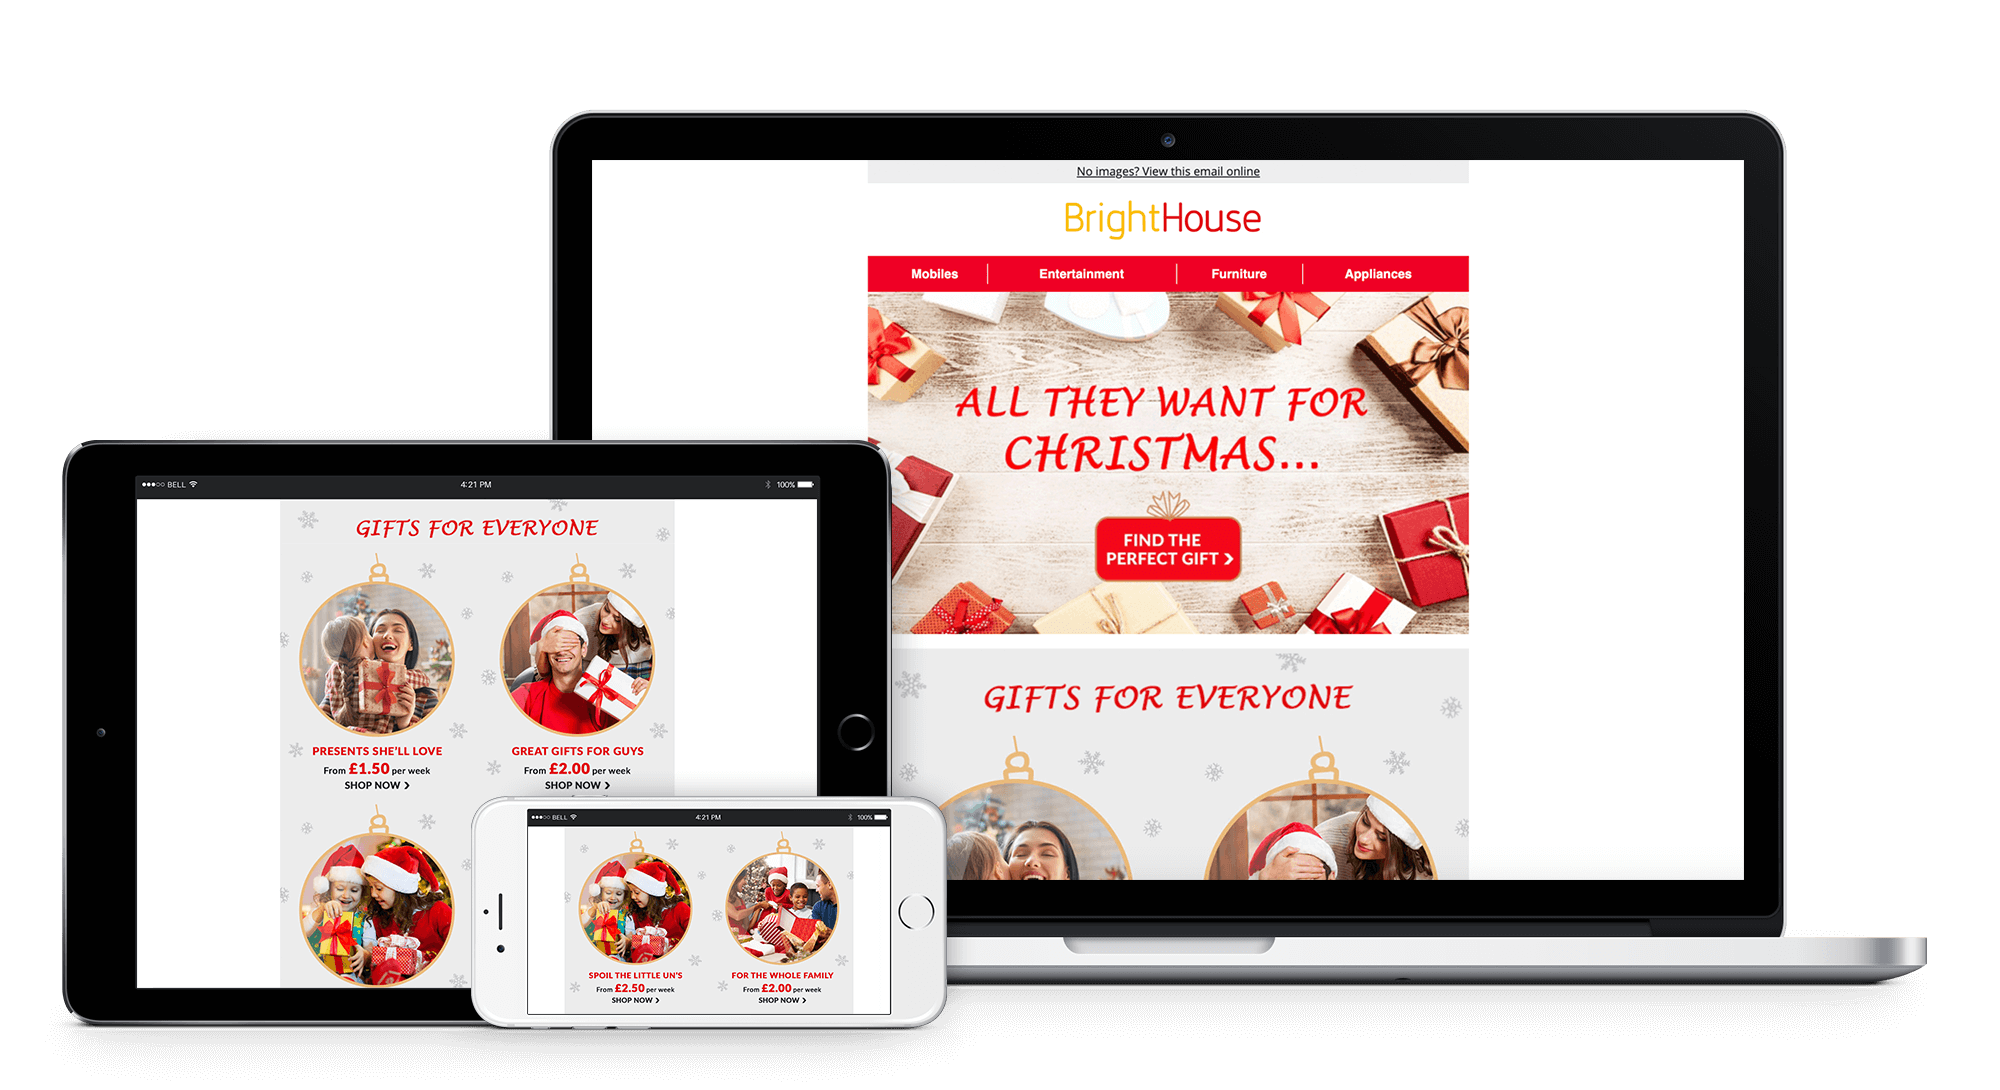 No images? View this email online
BrightHouse
Mobiles
Entertainment
Furniture
Appliances
ALL THEY WANT FOR
CHRISTMAS...
FIND THE
PERFECT GIFT >
GIFTS FOR EVERYONE
BELL
4:21 PM
100%
GIFTS FOR EVERYONE
PRESENTS SHE'LL LOVE
From £1.50 per week
SHOP NOW >
GREAT GIFTS FOR GUYS
From £2.00 per week
SHOP NOW >
BELL
4:21 PM
100%
SPOIL THE LITTLE UN'S
From £2.50 per week
SHOP NOW >
FOR THE WHOLE FAMILY
From £2.00 per week
SHOP NOW >